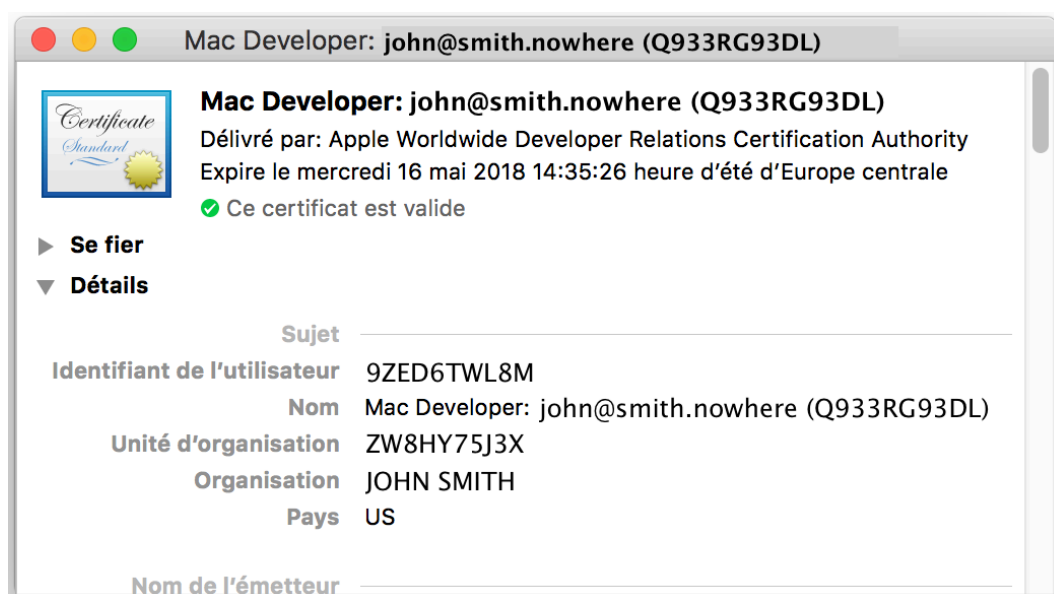 Mac Developer: john@smith.nowhere (Q933RG93DL)
Certificate
Standard
Mac Developer: john@smith.nowhere (Q933RG93DL)
Délivré par: Apple Worldwide Developer Relations Certification Authority
Expire le mercredi 16 mai 2018 14:35:26 heure d’été d’Europe centrale
Ce certificat est valide
Se fier
Détails
Sujet
Identifiant de l’utilisateur 9ZED6TWL8M
Nom Mac Developer: john@smith.nowhere (Q933RG93DL)
Unité d’organisation ZW8HY75J3X
Organisation JOHN SMITH
Pays US
Nom de l’émetteur